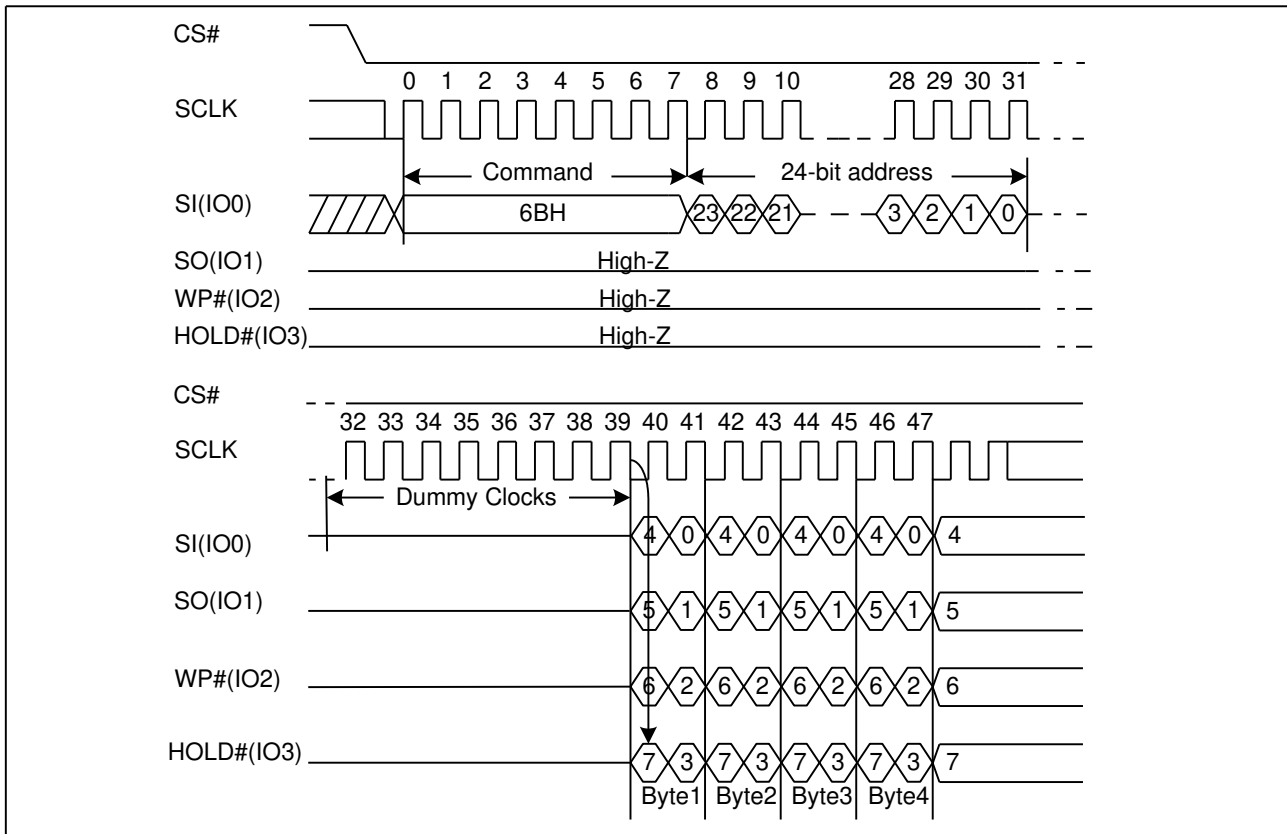 CS#
0 1 2 3 4 5 6 7 8 9 10 28 29 30 31
SCLK
Command 24-bit address
SI(IO0) 6BH 23 22 21 3 2 1 0
SO(IO1) High-Z
WP#(IO2) High-Z
HOLD#(IO3) High-Z
CS#
32 33 34 35 36 37 38 39 40 41 42 43 44 45 46 47
SCLK
Dummy Clocks
SI(IO0) 4 0 4 0 4 0 4 0 4
SO(IO1) 5 1 5 1 5 1 5 1 5
WP#(IO2) 6 2 6 2 6 2 6 2 6
HOLD#(IO3) 7 3 7 3 7 3 7 3 7
Byte1 Byte2 Byte3 Byte4